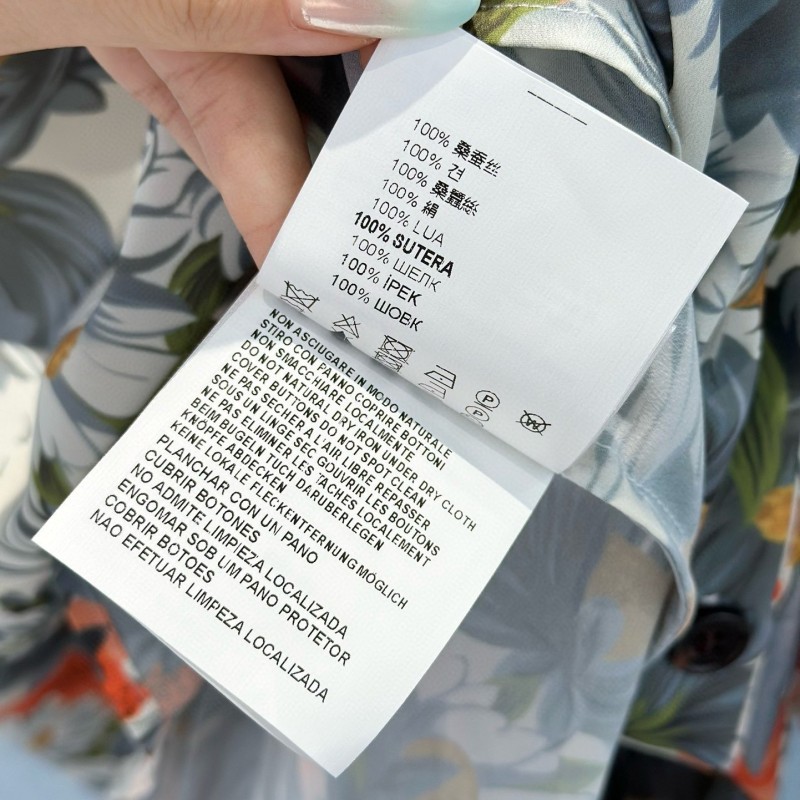 100% 桑蚕丝
100% 견
100% 桑蠶絲
100% 絹
100% LUA
100% SUTERA
100% ШЕЛК
100% İPEK
100% ШОВК
P
P
NON ASCIUGARE IN MODO NATURALE
STIRO CON PANNO COPRIRE BOTTONI
NON SMACCHIARE LOCALMENTE
DO NOT NATURAL DRY IRON UNDER DRY CLOTH
COVER BUTTONS DO NOT SPOT CLEAN
NE PAS SECHER A L'AIR LIBRE REPASSER
SOUS UN LINGE SEC COUVRIR LES BOUTONS
NE PAS ELIMINER LES TACHES LOCALEMENT
BEIM BUGELN TUCH DARÜBERLEGEN
KNÖPFE ABDECKEN
KEINE LOKALE FLECKENTFERNUNG MÖGLICH
PLANCHAR CON UN PANO
CUBRIR BOTONES
NO ADMITE LIMPIEZA LOCALIZADA
ENGOMAR SOB UM PANO PROTETOR
COBRIR BOTOES
NAO EFETUAR LIMPEZA LOCALIZADA